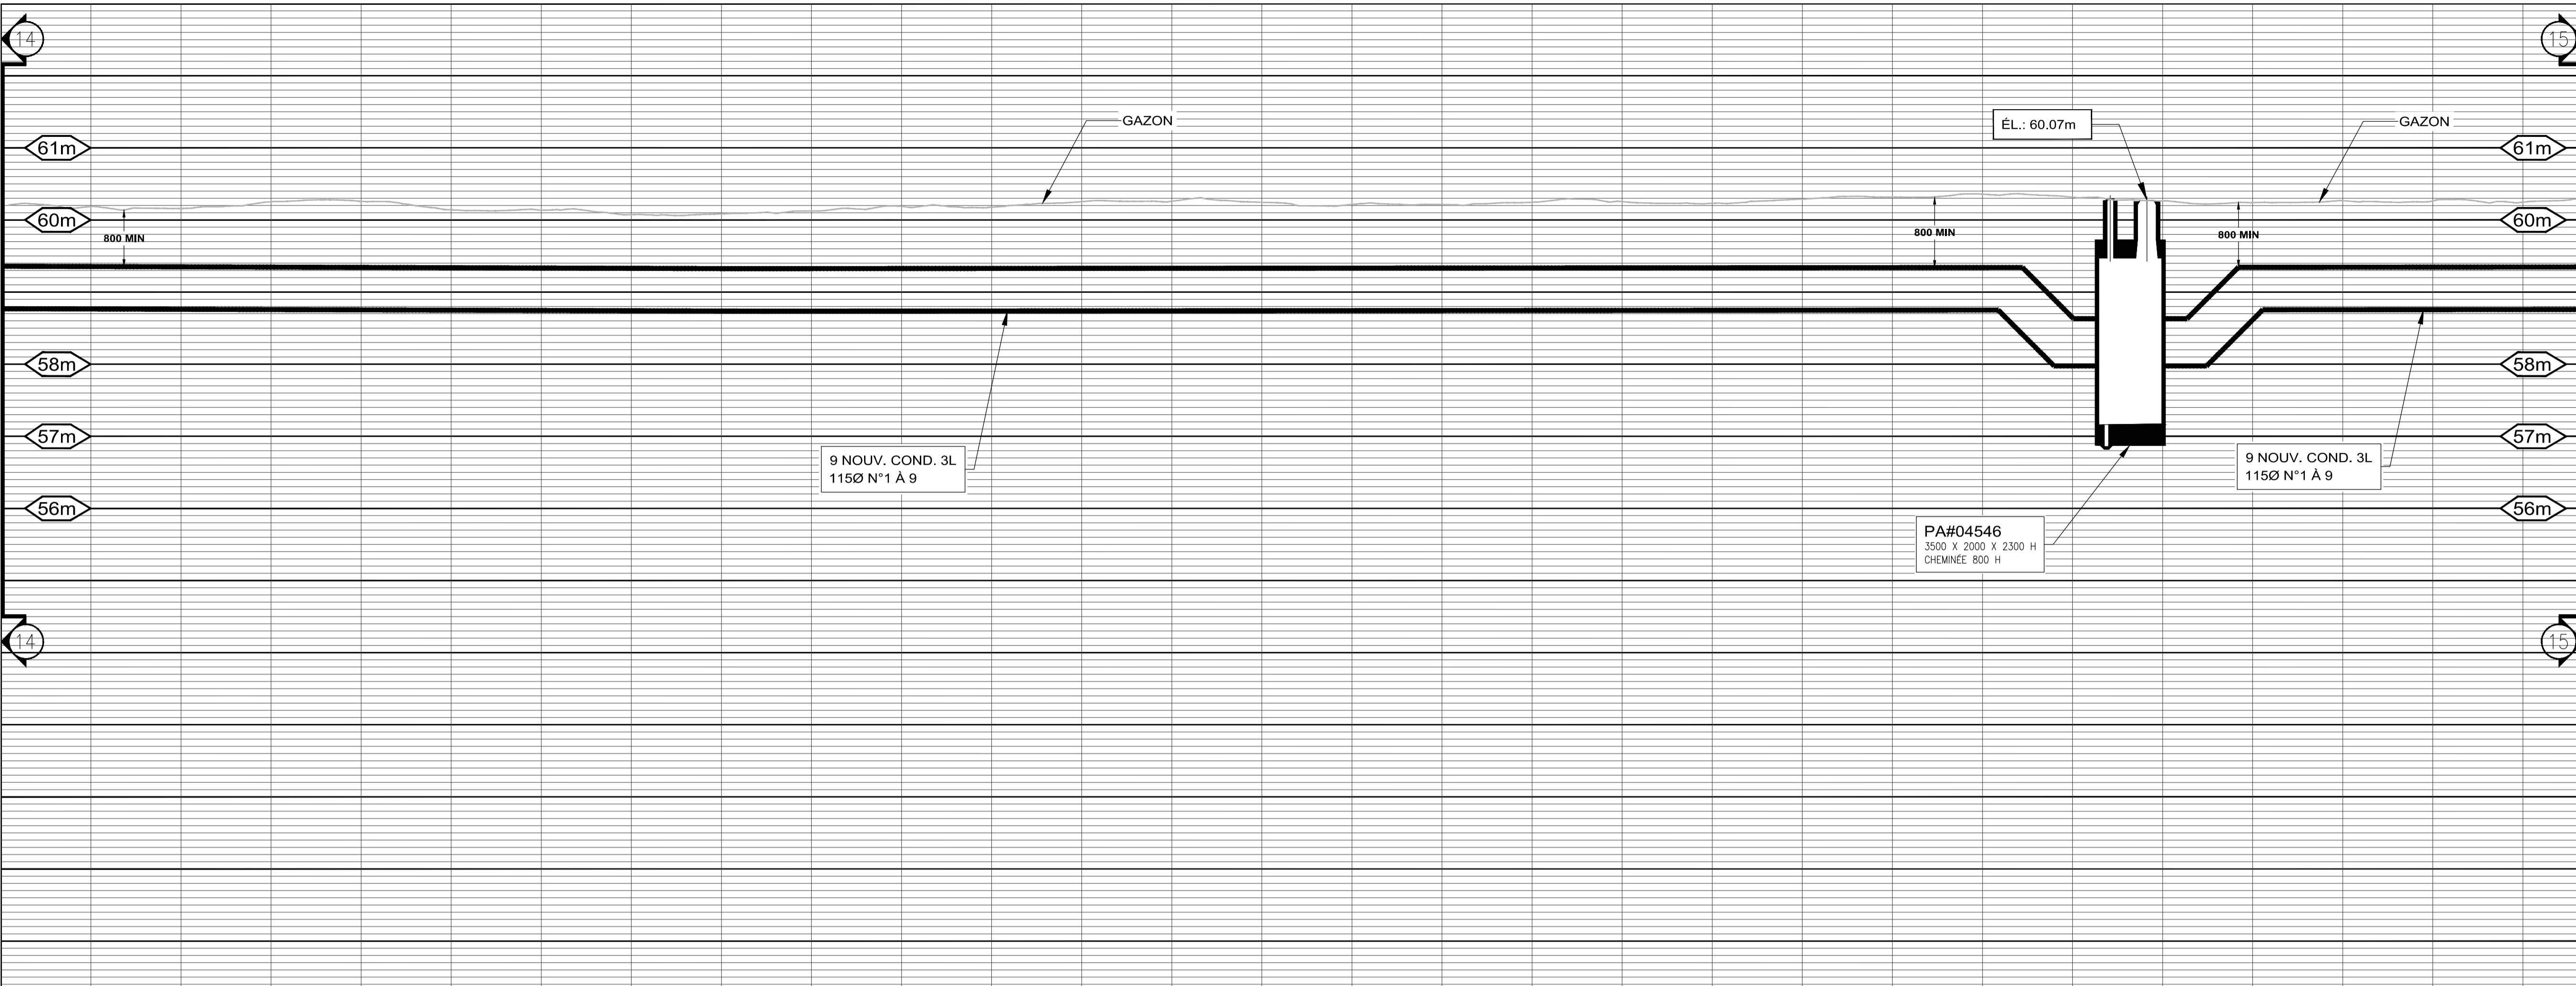 14
15
GAZON
ÉL.: 60.07m
GAZON
61m
61m
60m
60m
800 MIN
800 MIN
800 MIN
58m
58m
57m
57m
9 NOUV. COND. 3L
115Ø N°1 À 9
9 NOUV. COND. 3L
115Ø N°1 À 9
56m
56m
PA#04546
3500 X 2000 X 2300 H
CHEMINÉE 800 H
14
15